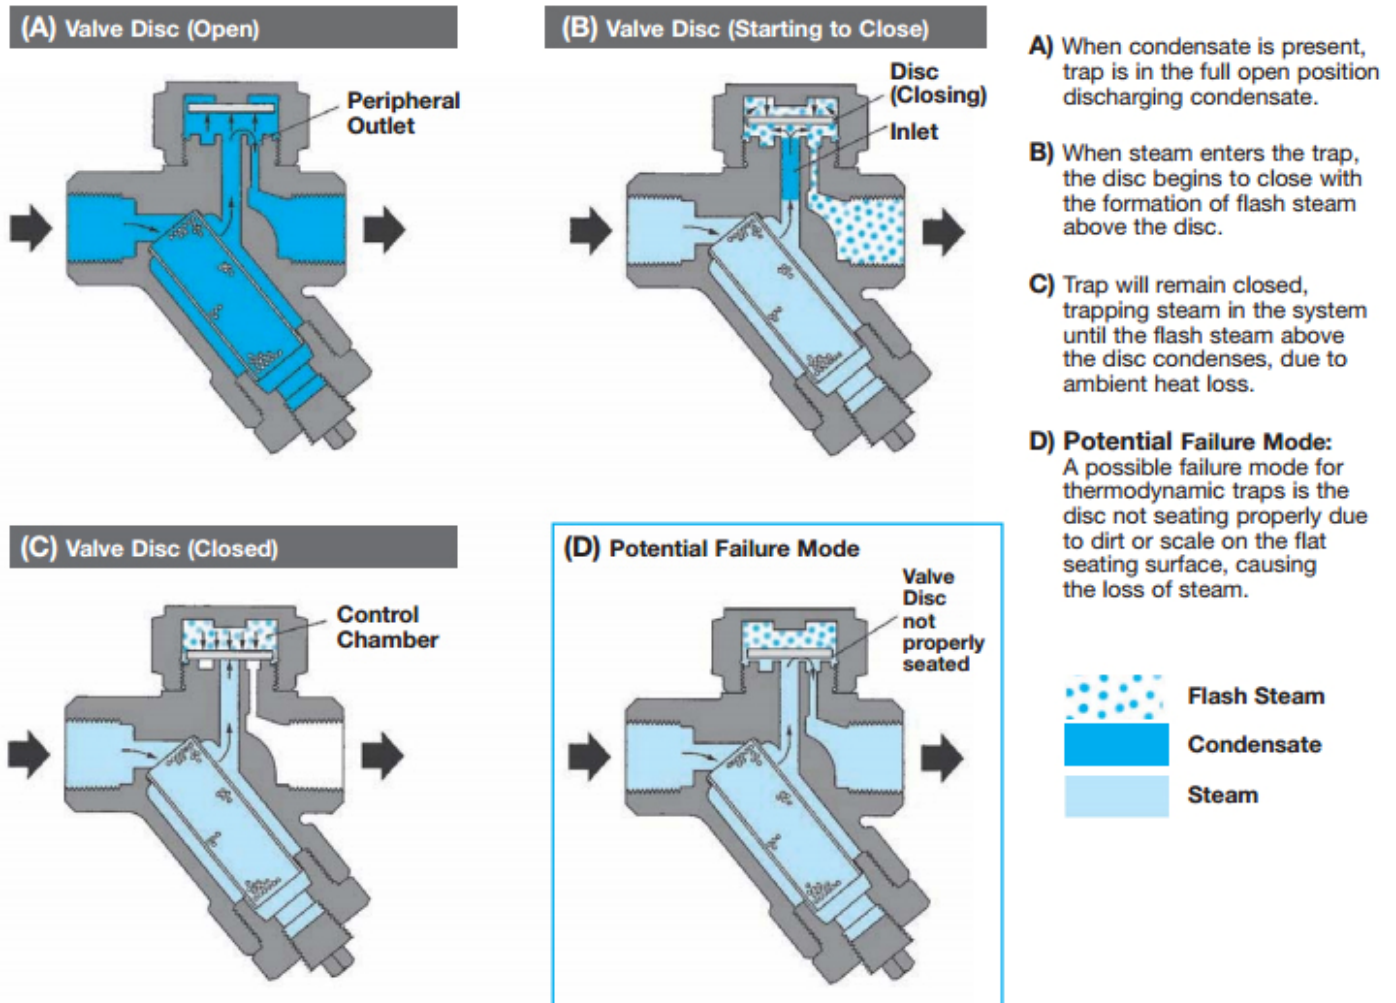 (A) Valve Disc (Open)
Peripheral
Outlet
(B) Valve Disc (Starting to Close)
Disc
(Closing)
Inlet
A) When condensate is present,
trap is in the full open position
discharging condensate.
B) When steam enters the trap,
the disc begins to close with
the formation of flash steam
above the disc.
C) Trap will remain closed,
trapping steam in the system
until the flash steam above
the disc condenses, due to
ambient heat loss.
D) Potential Failure Mode:
A possible failure mode for
thermodynamic traps is the
disc not seating properly due
to dirt or scale on the flat
seating surface, causing
the loss of steam.
(C) Valve Disc (Closed)
Control
Chamber
(D) Potential Failure Mode
Valve
Disc
not
properly
seated
Flash Steam
Condensate
Steam